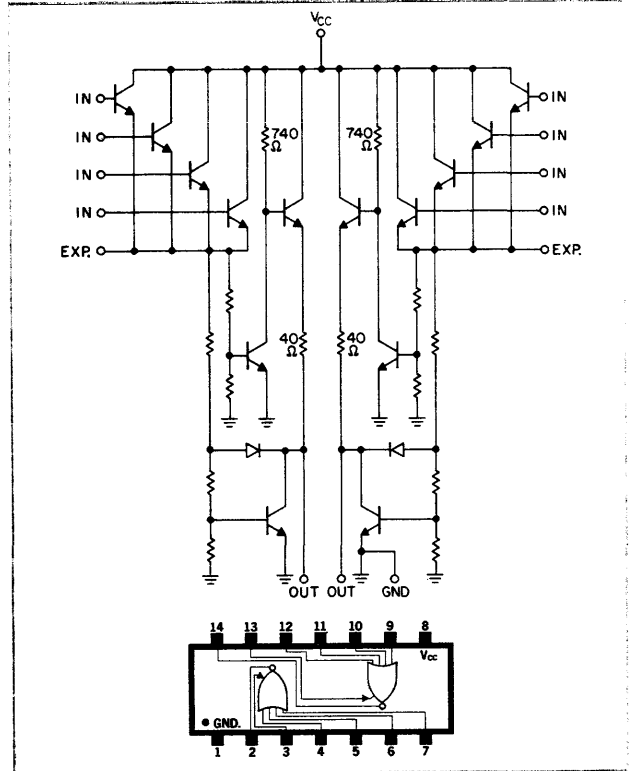 VCC
IN IN
IN IN
IN IN
IN IN
EXP. EXP.
740 Ω 740 Ω
40 Ω 40 Ω
OUT OUT GND
14 13 12 11 10 9 8
VCC
GND.
1 2 3 4 5 6 7